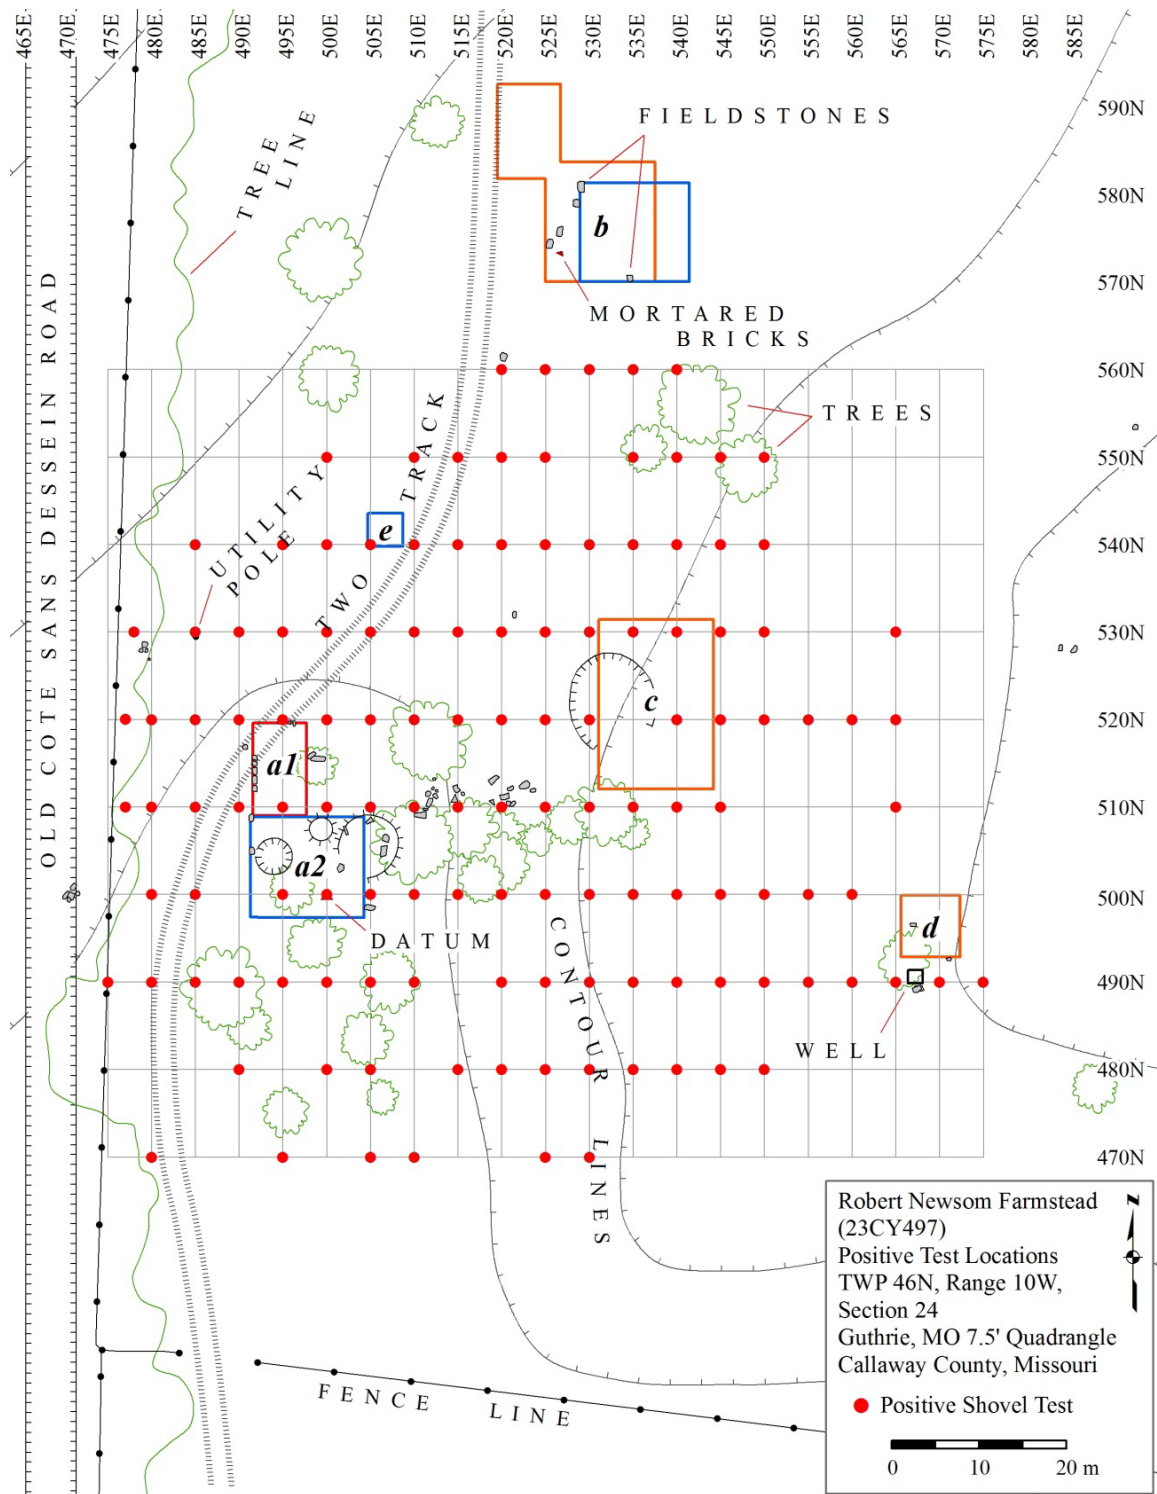 465E
470E
475E
480E
485E
490E
495E
500E
505E
510E
515E
520E
525E
530E
535E
540E
545E
550E
555E
560E
565E
570E
575E
580E
585E
590N
FIELDSTONES
TREE
LINE
580N
b
570N
MORTARED
BRICKS
OLD COTE SANS DESSEIN ROAD
560N
TREES
TWO TRACK
550N
UTILITY
POLE
e
540N
530N
c
520N
a1
510N
a2
500N
DATUM
d
CONTOUR LINES
490N
WELL
480N
470N
FENCE LINE
Robert Newsom Farmstead
(23CY497)
Positive Test Locations
TWP 46N, Range 10W,
Section 24
Guthrie, MO 7.5' Quadrangle
Callaway County, Missouri
N
Positive Shovel Test
0 10 20 m